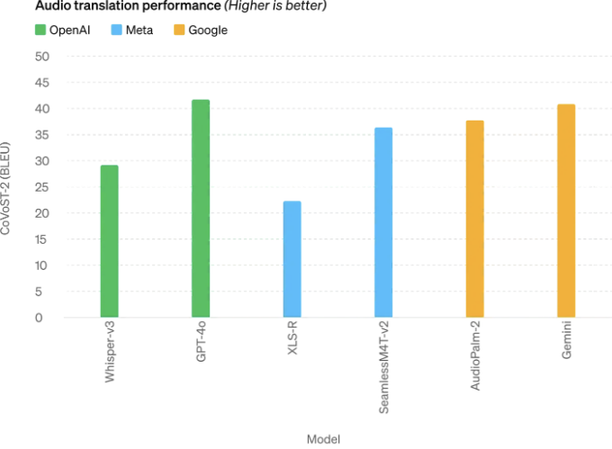 Audio translation performance (Higher is better)
OpenAI Meta Google
50
45
40
35
30
25
20
15
10
5
0
CoVoST-2 (BLEU)
Whisper-v3
GPT-4o
XLS-R
SeamlessM4T-v2
AudioPalm-2
Gemini
Model